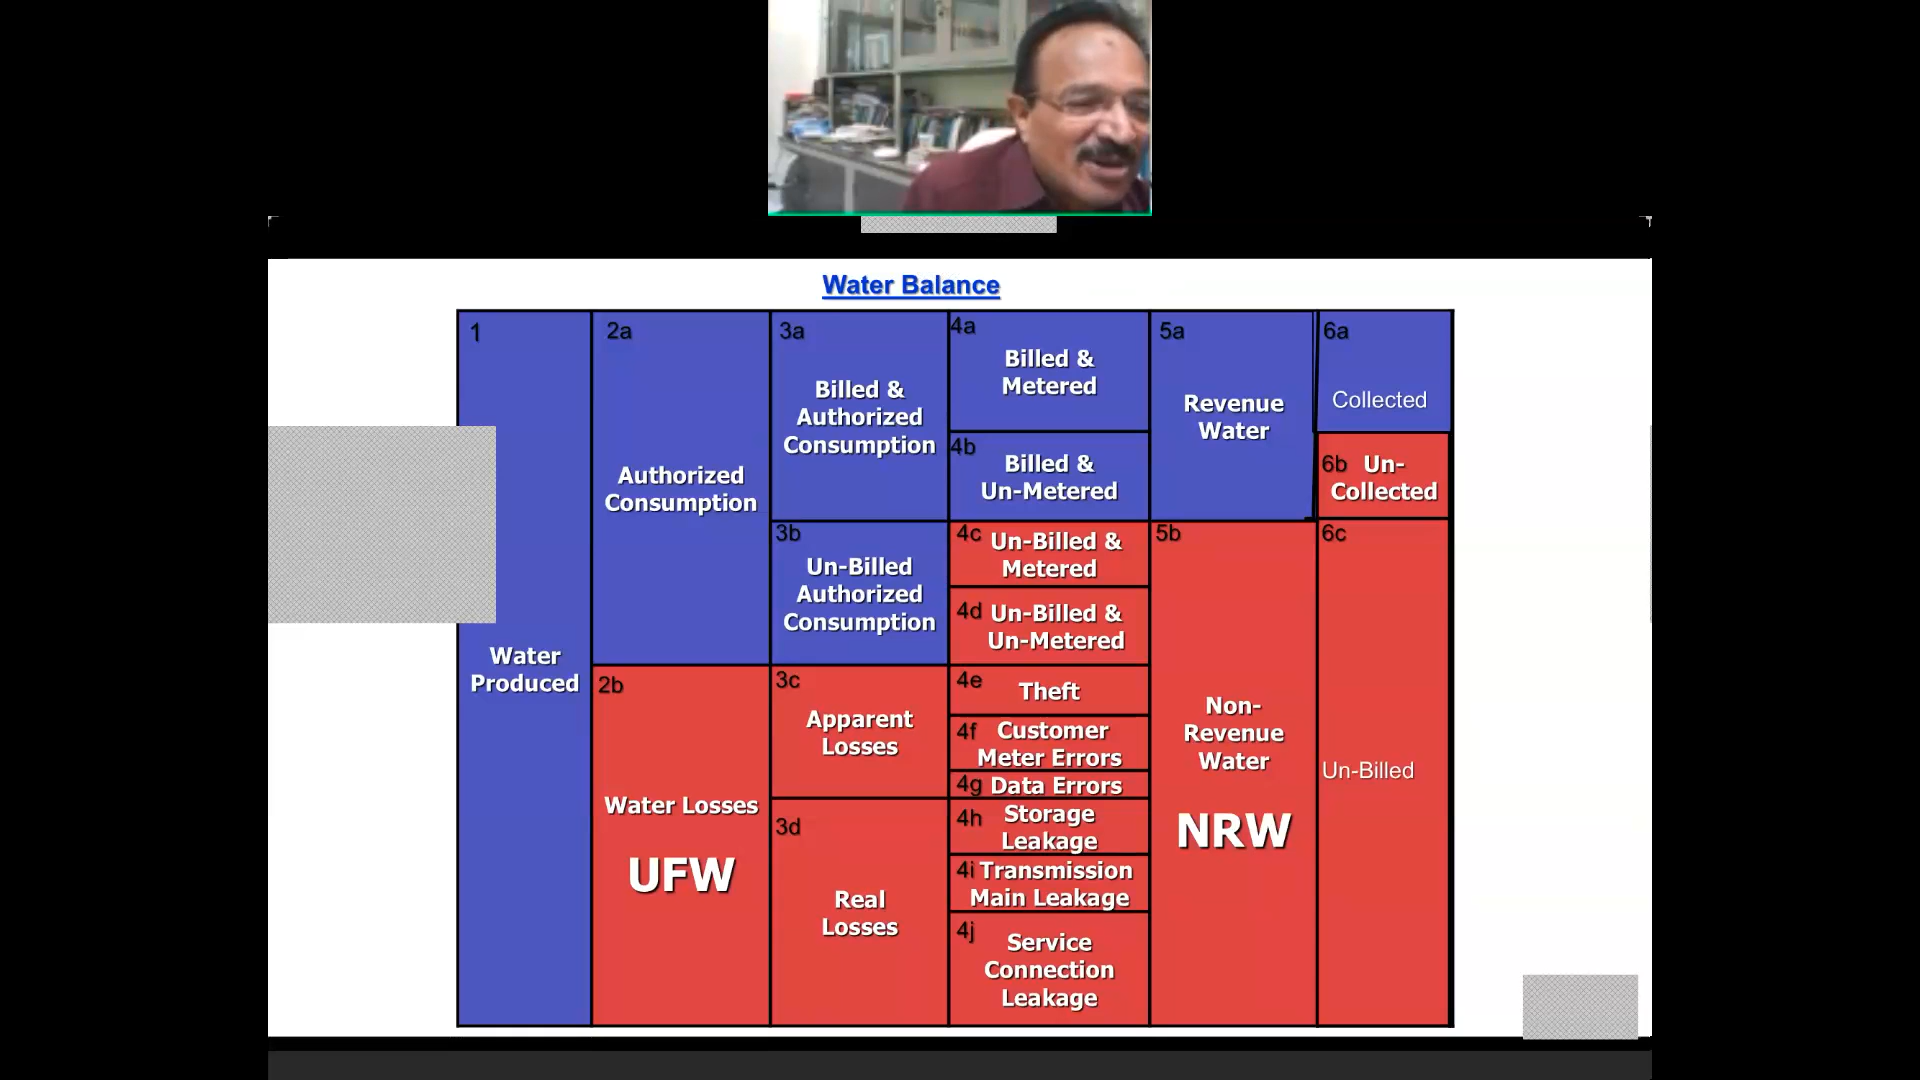 Water Balance
1
Water
Produced
2a
Authorized
Consumption
2b
Water Losses
UFW
3a
Billed &
Authorized
Consumption
3b
Un-Billed
Authorized
Consumption
3c
Apparent
Losses
3d
Real
Losses
4a
Billed &
Metered
4b
Billed &
Un-Metered
4c Un-Billed &
Metered
4d Un-Billed &
Un-Metered
4e Theft
4f Customer
Meter Errors
4g Data Errors
4h Storage
Leakage
4i Transmission
Main Leakage
4j Service
Connection
Leakage
5a
Revenue
Water
5b
Non-
Revenue
Water
NRW
6a
Collected
6b Un-
Collected
6c
Un-Billed